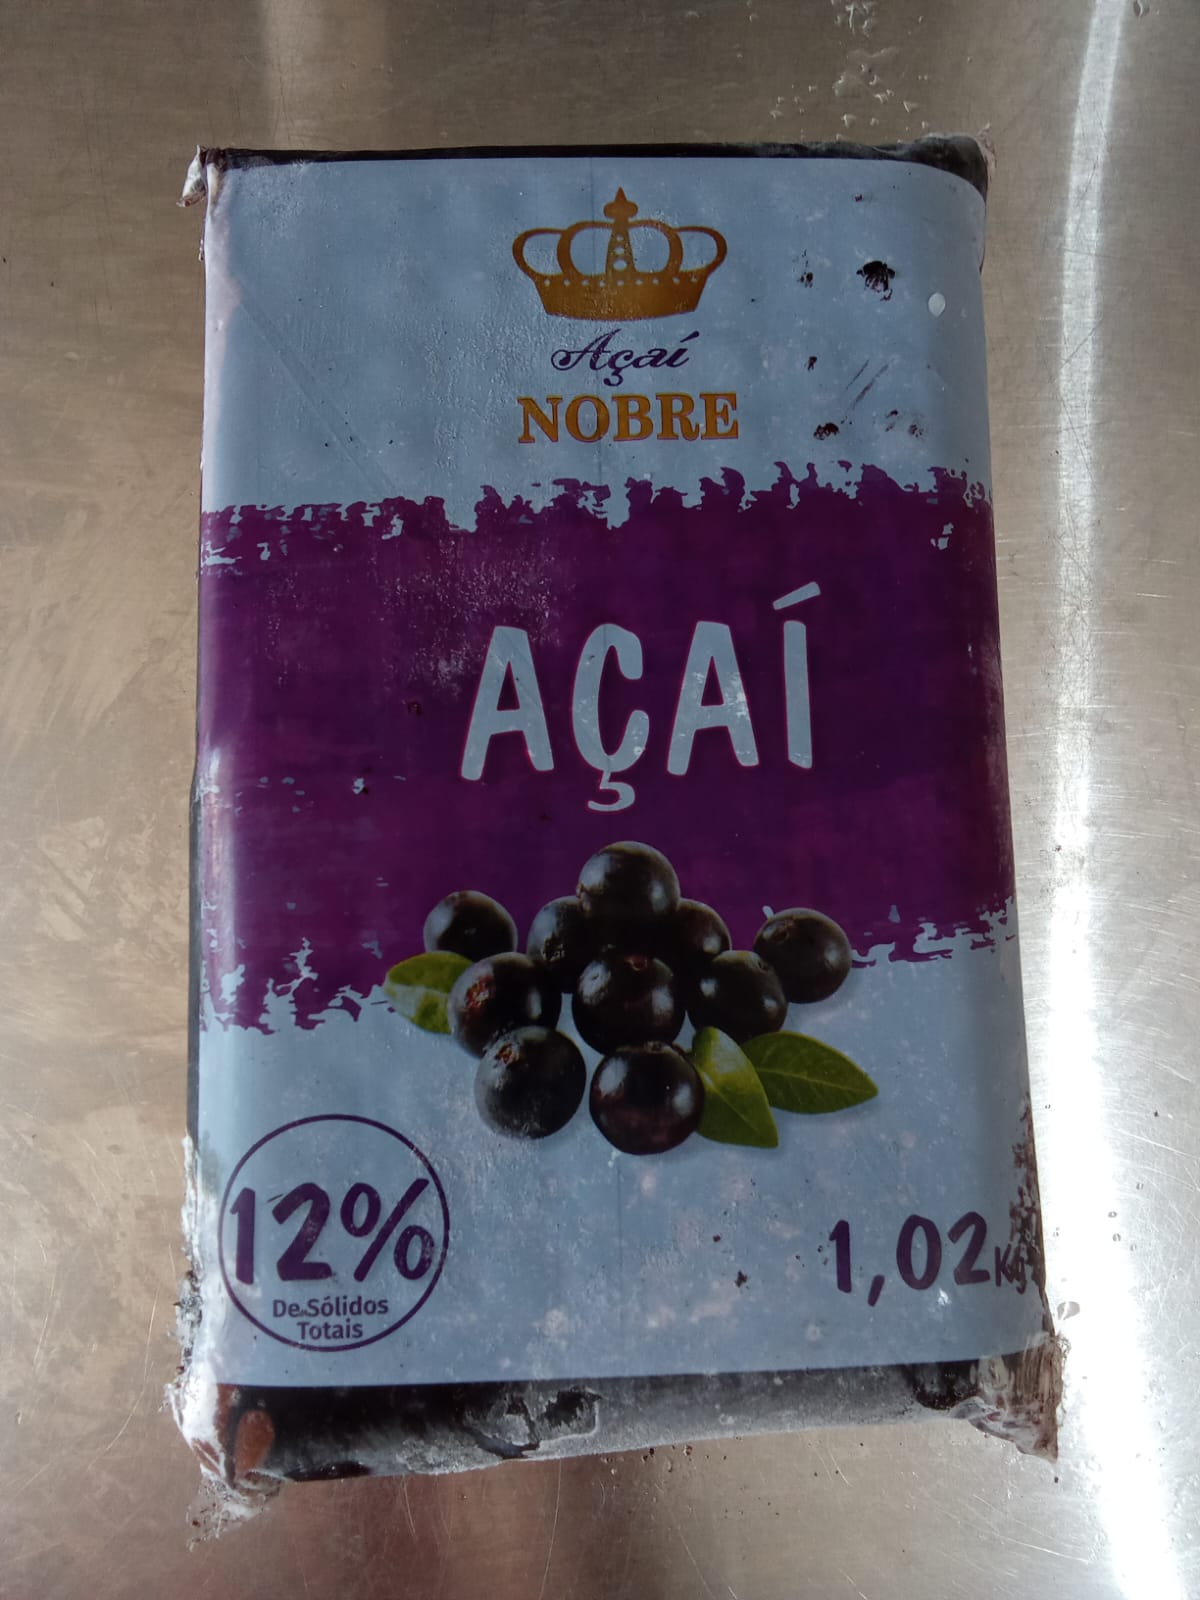 Açaí
NOBRE
AÇAÍ
12%
De Sólidos
Totais
1,02Kg